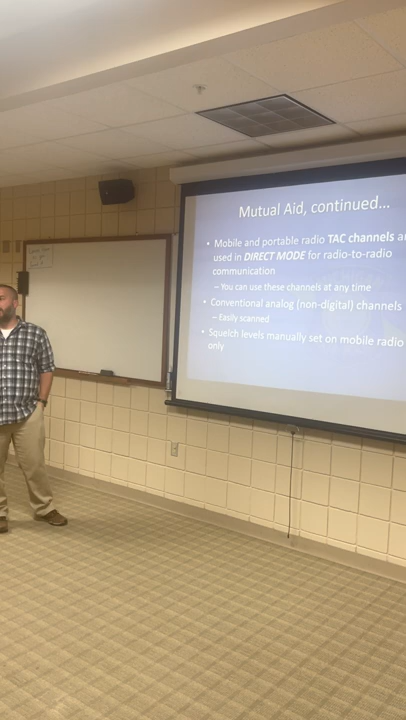 Mutual Aid, continued...
• Mobile and portable radio TAC channels a
used in DIRECT MODE for radio-to-radio
communication
– You can use these channels at any time
• Conventional analog (non-digital) channels
– Easily scanned
• Squelch levels manually set on mobile radio
only